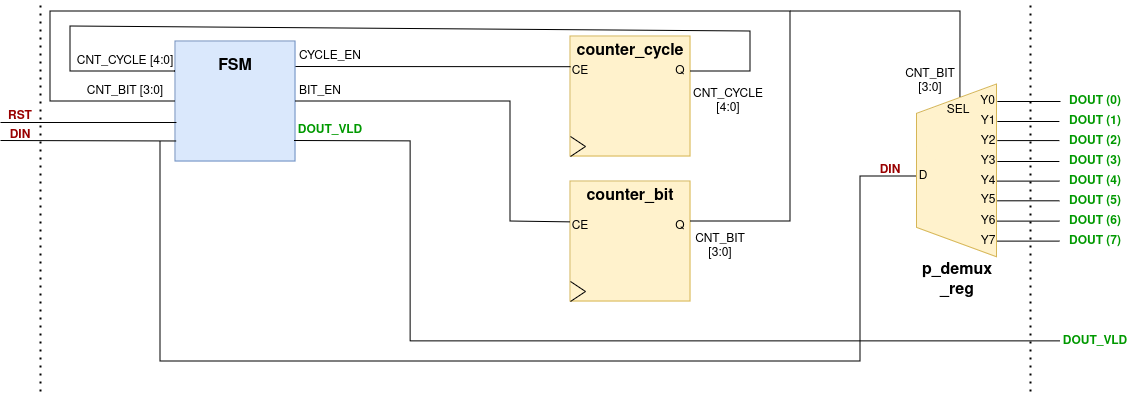 CNT_CYCLE [4:0]
CNT_BIT [3:0]
RST
DIN
FSM
CYCLE_EN
BIT_EN
DOUT_VLD
counter_cycle
CE
Q
CNT_CYCLE
[4:0]
counter_bit
CE
Q
CNT_BIT
[3:0]
CNT_BIT
[3:0]
SEL
DIN
D
Y0
Y1
Y2
Y3
Y4
Y5
Y6
Y7
p_demux
_reg
DOUT (0)
DOUT (1)
DOUT (2)
DOUT (3)
DOUT (4)
DOUT (5)
DOUT (6)
DOUT (7)
DOUT_VLD